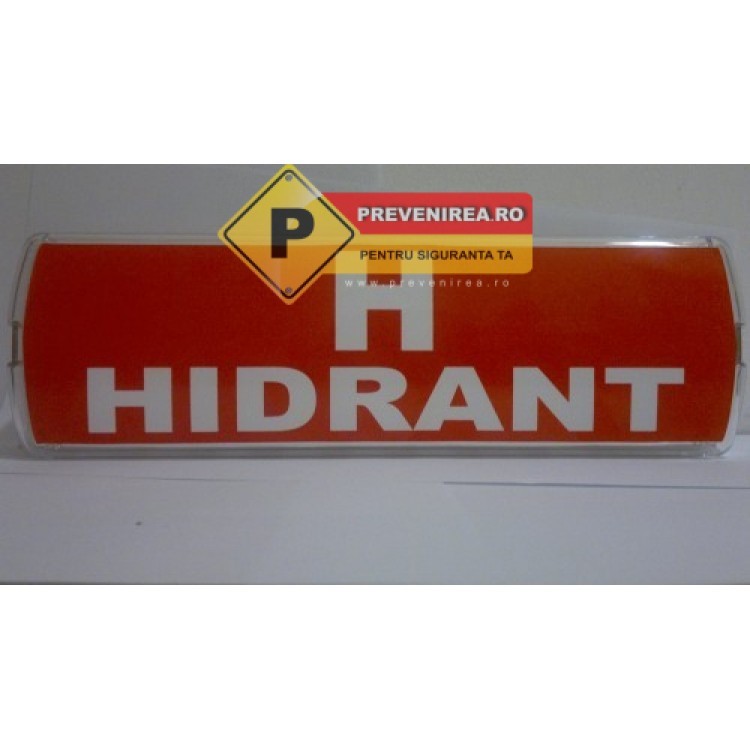 P
PREVENIREA.RO
PENTRU SIGURANTA TA
www.prevenirea.ro
H
HIDRANT